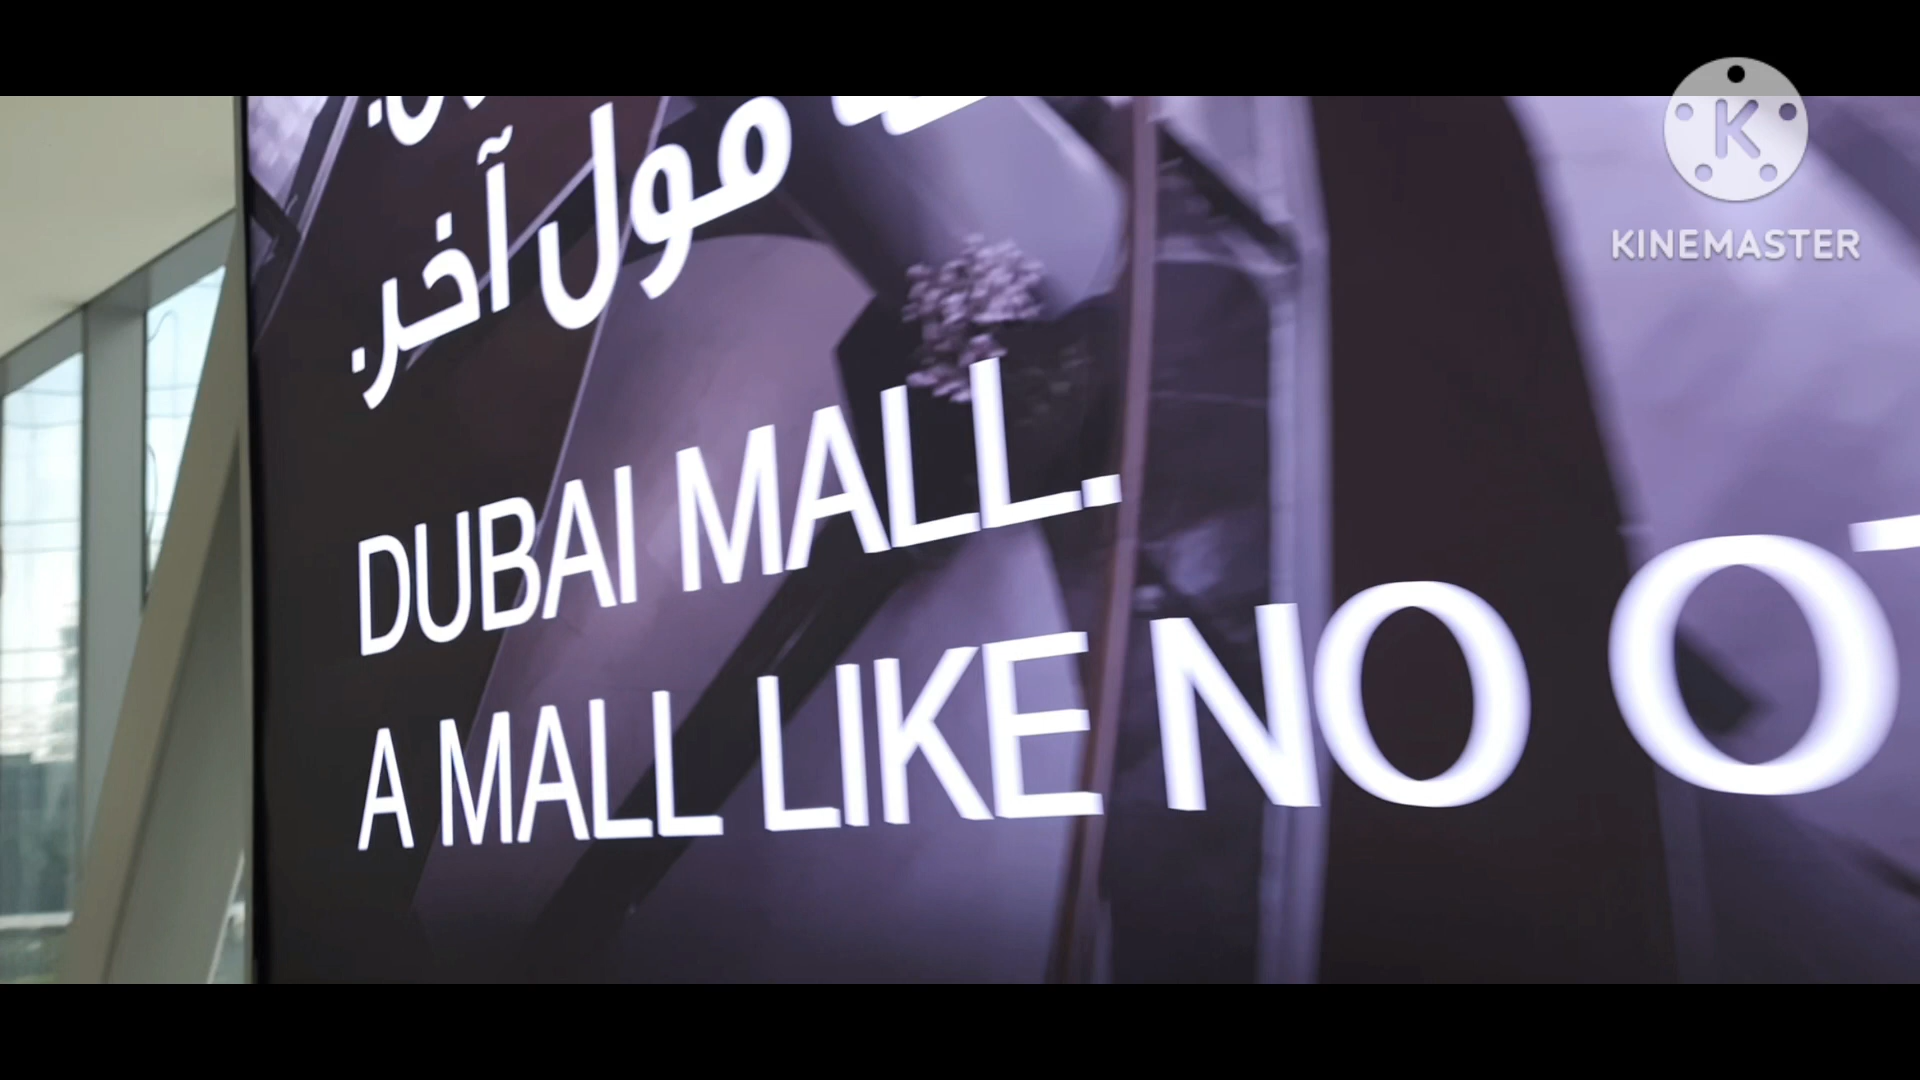 مول آخر.
DUBAI MALL.
A MALL LIKE NO
K
KINEMASTER